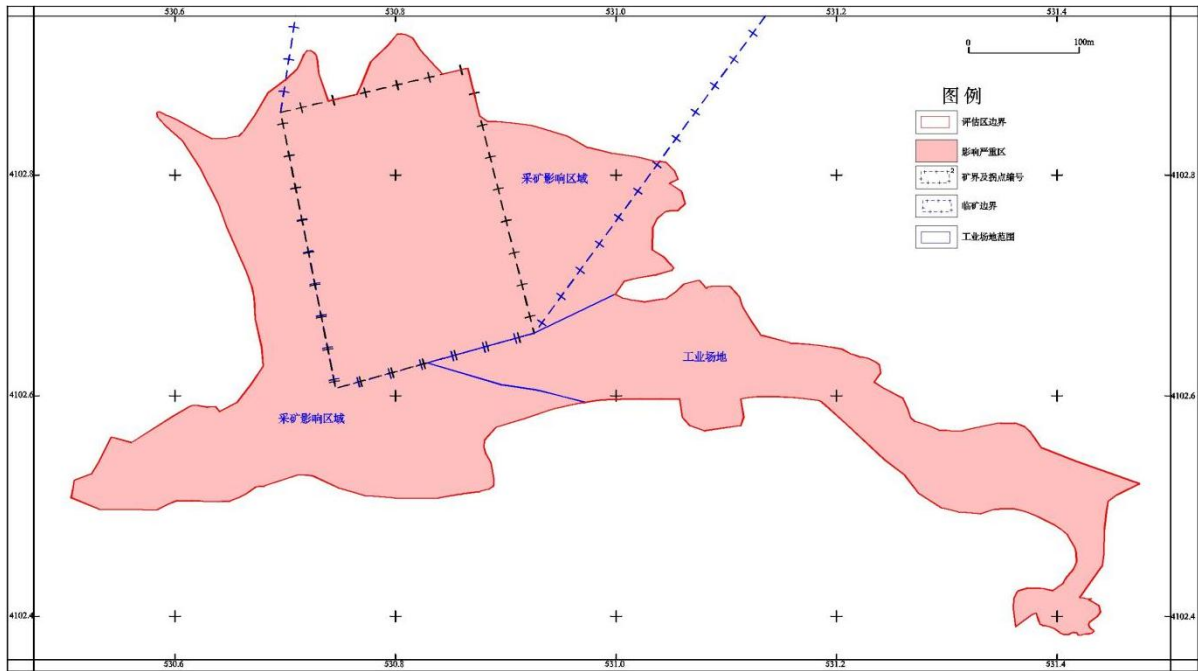 530.6
530.8
531.0
531.2
531.4
0
100m
图 例
评估区边界
影响严重区
2
矿界及拐点编号
临矿边界
工业场地范围
4102.8
4102.8
采矿影响区域
工业场地
4102.6
4102.6
采矿影响区域
4102.4
4102.4
530.6
530.8
531.0
531.2
531.4